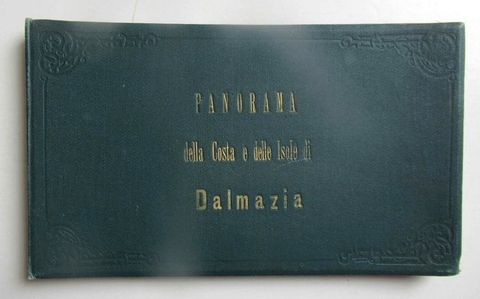 PANORAMA
della Costa e delle Isole di
Dalmazia